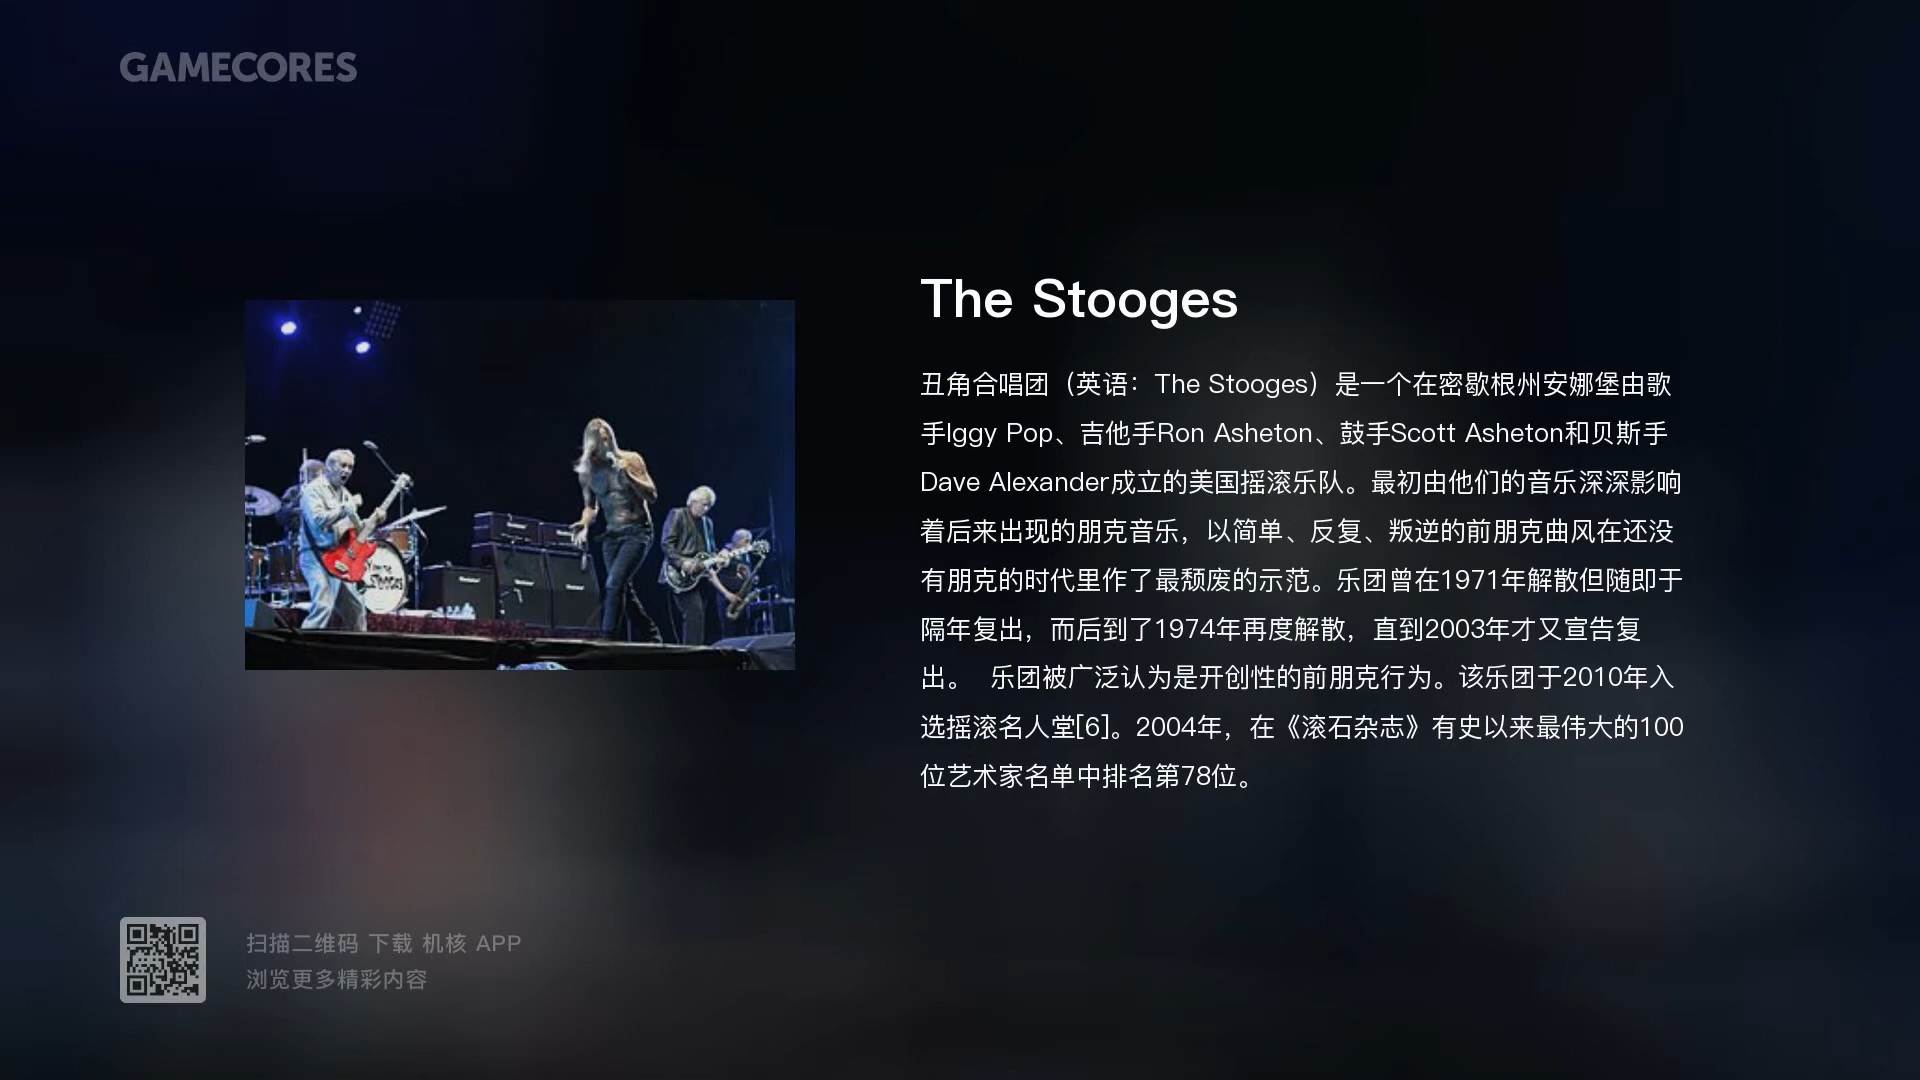 GAMECORES
The Stooges
丑角合唱团（英语：The Stooges）是一个在密歇根州安娜堡由歌
手Iggy Pop、吉他手Ron Asheton、鼓手Scott Asheton和贝斯手
Dave Alexander成立的美国摇滚乐队。最初由他们的音乐深深影响
着后来出现的朋克音乐，以简单、反复、叛逆的前朋克曲风在还没
有朋克的时代里作了最颓废的示范。乐团曾在1971年解散但随即于
隔年复出，而后到了1974年再度解散，直到2003年才又宣告复
出。 乐团被广泛认为是开创性的前朋克行为。该乐团于2010年入
选摇滚名人堂[6]。2004年，在《滚石杂志》有史以来最伟大的100
位艺术家名单中排名第78位。
扫描二维码 下载 机核 APP
浏览更多精彩内容